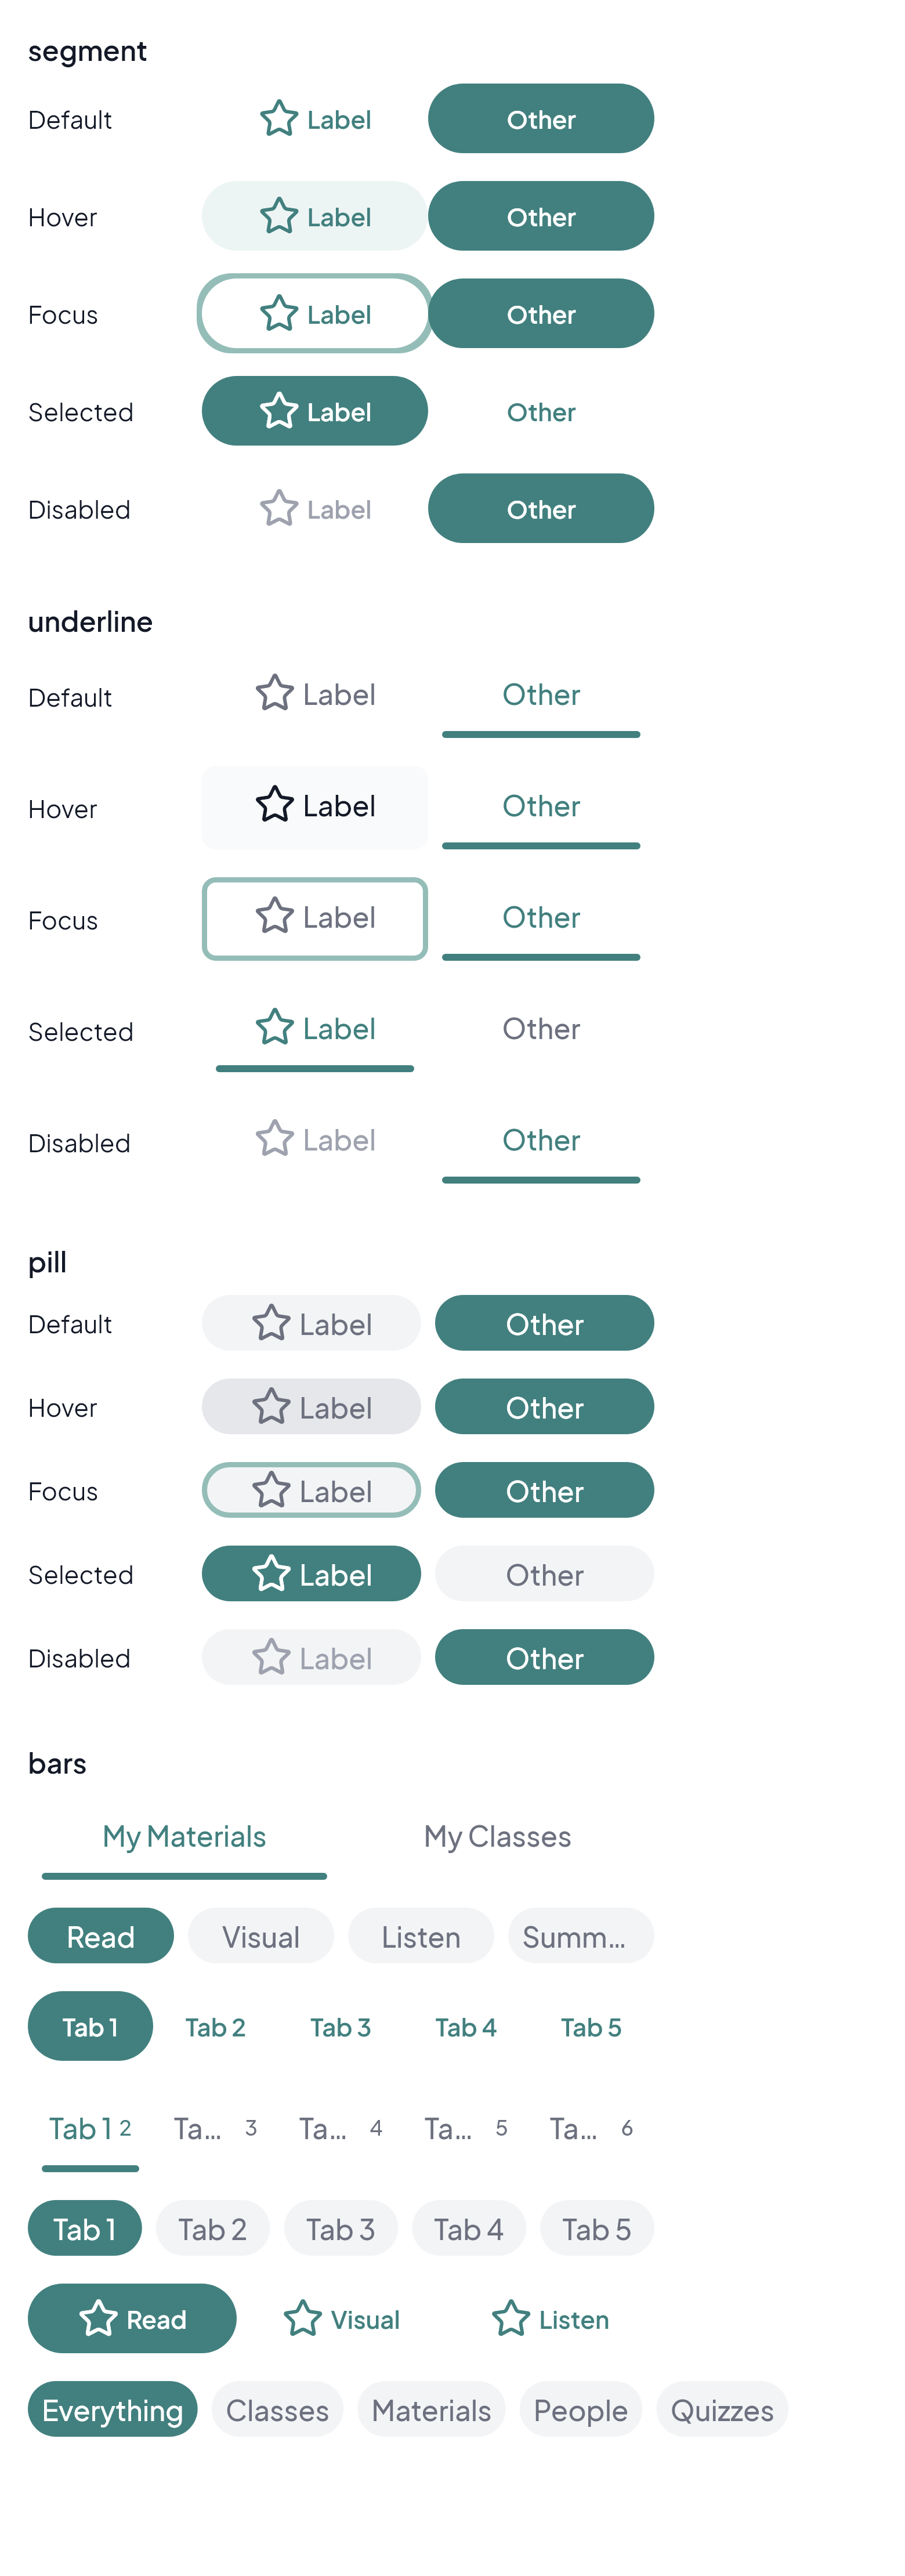 segment
Default Label Other
Hover Label Other
Focus Label Other
Selected Label Other
Disabled Label Other
underline
Default Label Other
Hover Label Other
Focus Label Other
Selected Label Other
Disabled Label Other
pill
Default Label Other
Hover Label Other
Focus Label Other
Selected Label Other
Disabled Label Other
bars
My Materials My Classes
Read Visual Listen Summ...
Tab 1 Tab 2 Tab 3 Tab 4 Tab 5
Tab 1 2 Ta... 3 Ta... 4 Ta... 5 Ta... 6
Tab 1 Tab 2 Tab 3 Tab 4 Tab 5
Read Visual Listen
Everything Classes Materials People Quizzes